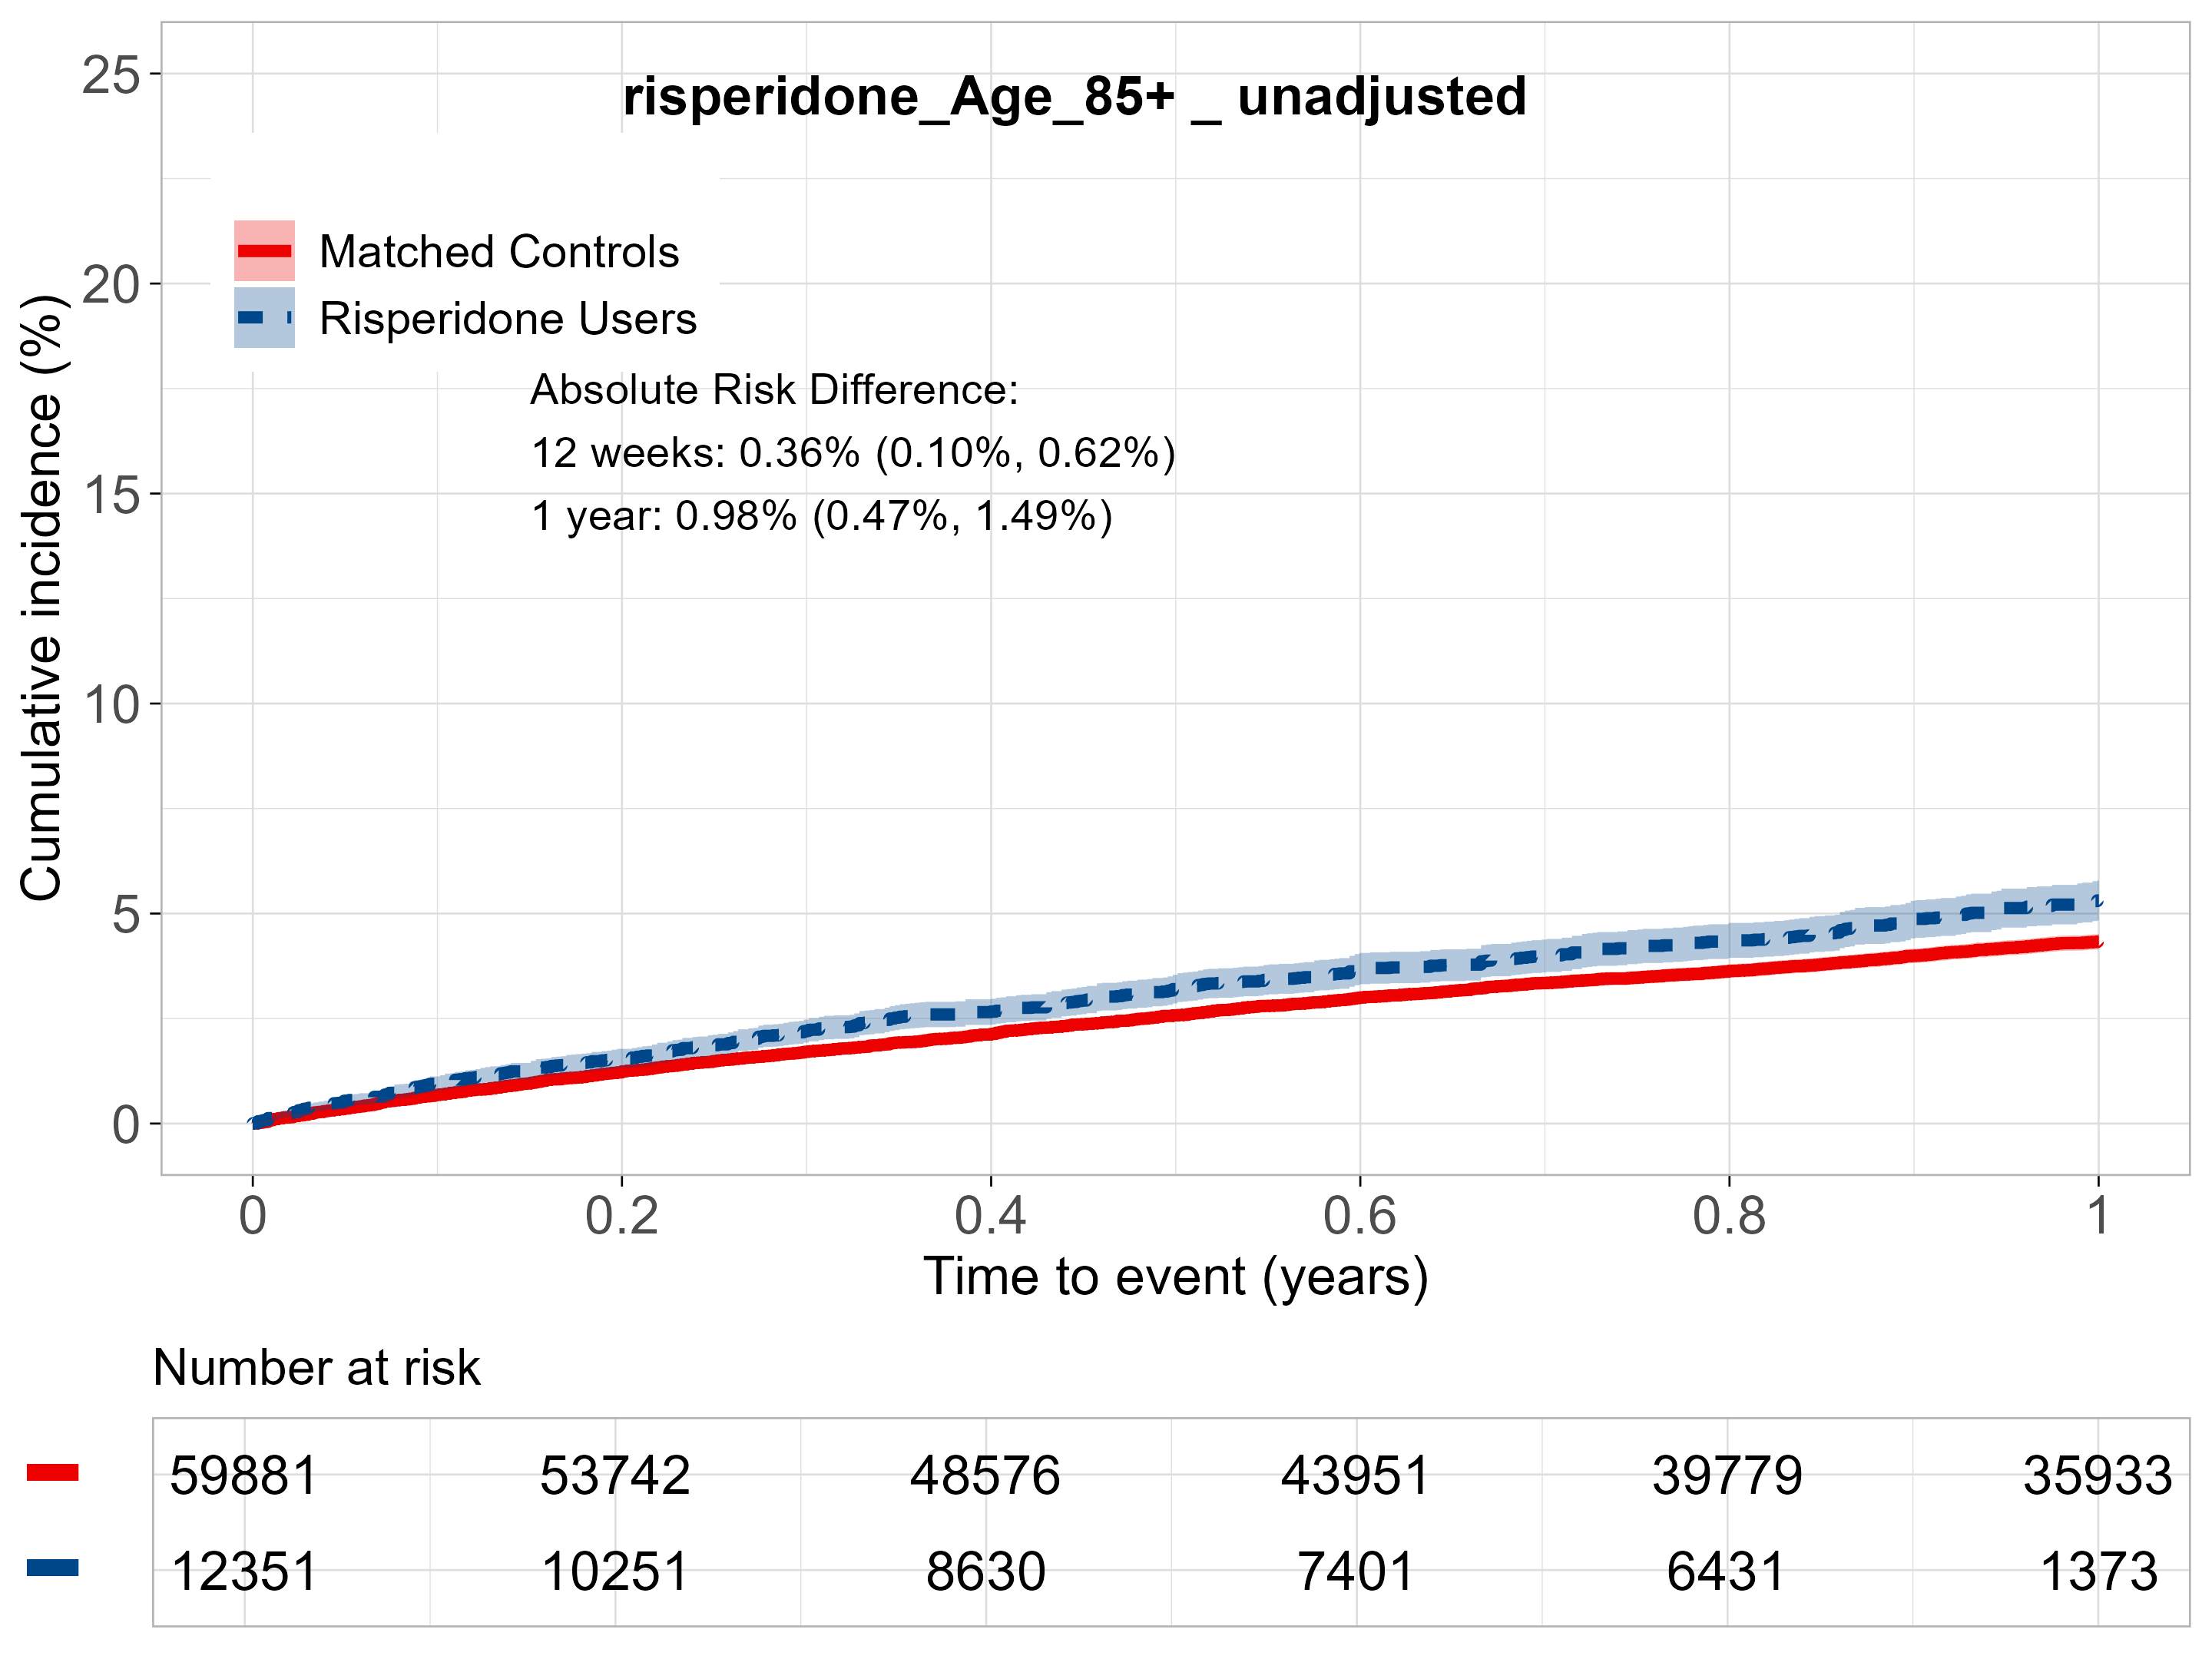 risperidone_Age_85+ _ unadjusted
Matched Controls
Risperidone Users
Absolute Risk Difference:
12 weeks: 0.36% (0.10%, 0.62%)
1 year: 0.98% (0.47%, 1.49%)
Cumulative incidence (%)
25
20
15
10
5
0
0 0.2 0.4 0.6 0.8 1
Time to event (years)
Number at risk
59881 53742 48576 43951 39779 35933
12351 10251 8630 7401 6431 1373